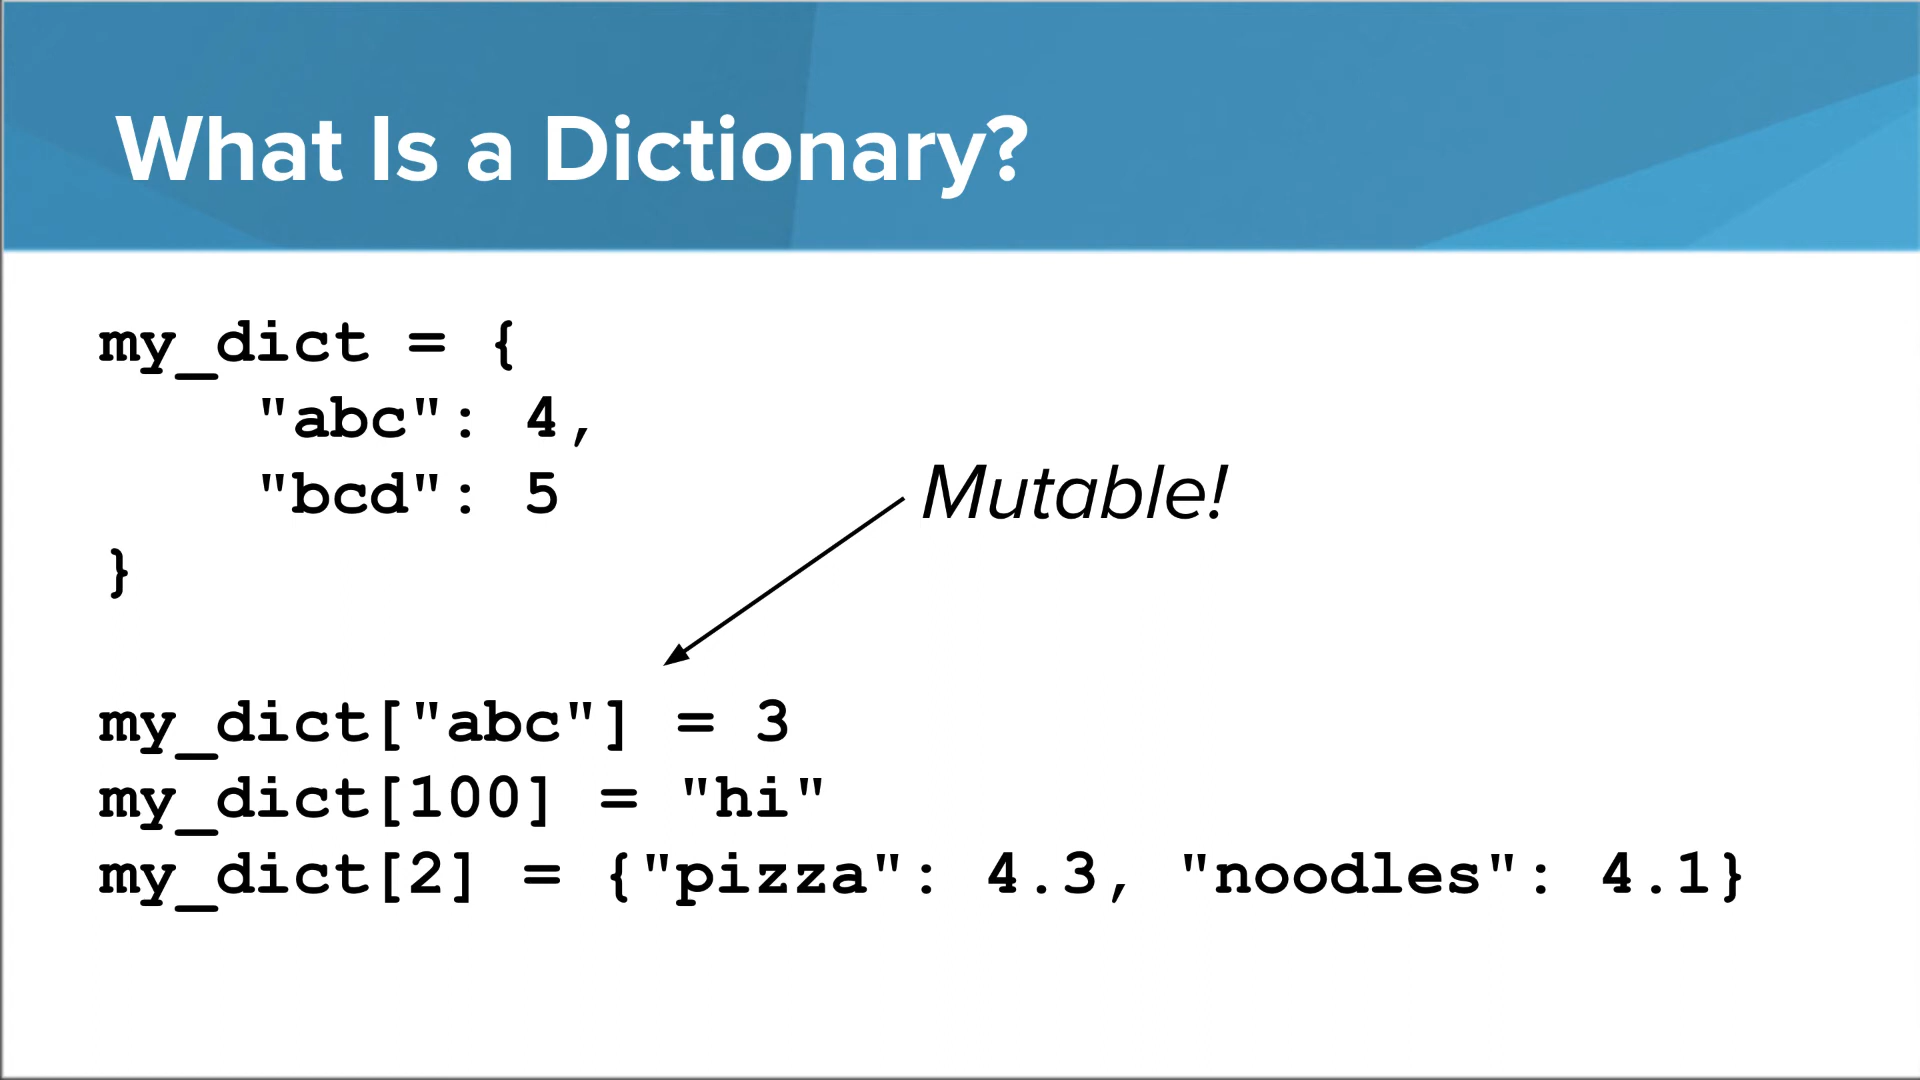 What Is a Dictionary?
my_dict = {
    "abc": 4,
    "bcd": 5
}
Mutable!
my_dict["abc"] = 3
my_dict[100] = "hi"
my_dict[2] = {"pizza": 4.3, "noodles": 4.1}